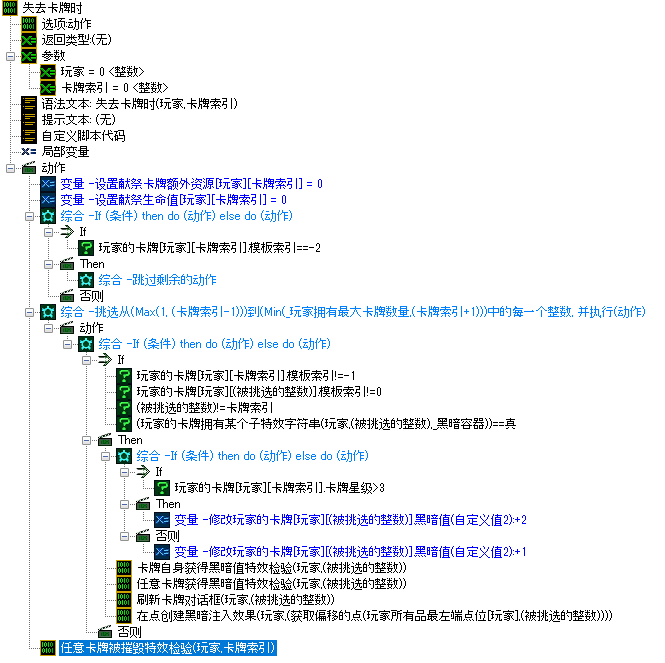 失去卡牌时
选项:动作
返回类型:(无)
参数
玩家 = 0 <整数>
卡牌索引 = 0 <整数>
语法文本: 失去卡牌时(玩家,卡牌索引)
提示文本: (无)
自定义脚本代码
局部变量
动作
变量 -设置献祭卡牌额外资源[玩家][卡牌索引] = 0
变量 -设置献祭生命值[玩家][卡牌索引] = 0
综合 -If (条件) then do (动作) else do (动作)
If
玩家的卡牌[玩家][卡牌索引].模板索引==-2
Then
综合 -跳过剩余的动作
否则
综合 -挑选从(Max(1, (卡牌索引-1)))到(Min(_玩家拥有最大卡牌数量,(卡牌索引+1)))中的每一个整数, 并执行(动作)
动作
综合 -If (条件) then do (动作) else do (动作)
If
玩家的卡牌[玩家][卡牌索引].模板索引!=-1
玩家的卡牌[玩家][(被挑选的整数)].模板索引!=0
(被挑选的整数)!=卡牌索引
(玩家的卡牌拥有某个子特效字符串(玩家,(被挑选的整数),_黑暗容器))==真
Then
综合 -If (条件) then do (动作) else do (动作)
If
玩家的卡牌[玩家][卡牌索引].卡牌星级>3
Then
变量 -修改玩家的卡牌[玩家][(被挑选的整数)].黑暗值(自定义值2):+2
否则
变量 -修改玩家的卡牌[玩家][(被挑选的整数)].黑暗值(自定义值2):+1
卡牌自身获得黑暗值特效检验(玩家,(被挑选的整数))
任意卡牌获得黑暗值特效检验(玩家,(被挑选的整数))
刷新卡牌对话框(玩家,(被挑选的整数))
在点创建黑暗注入效果(玩家,(获取偏移的点(玩家所有品最左端点位[玩家],(被挑选的整数))))
否则
任意卡牌被摧毁特效检验(玩家,卡牌索引)